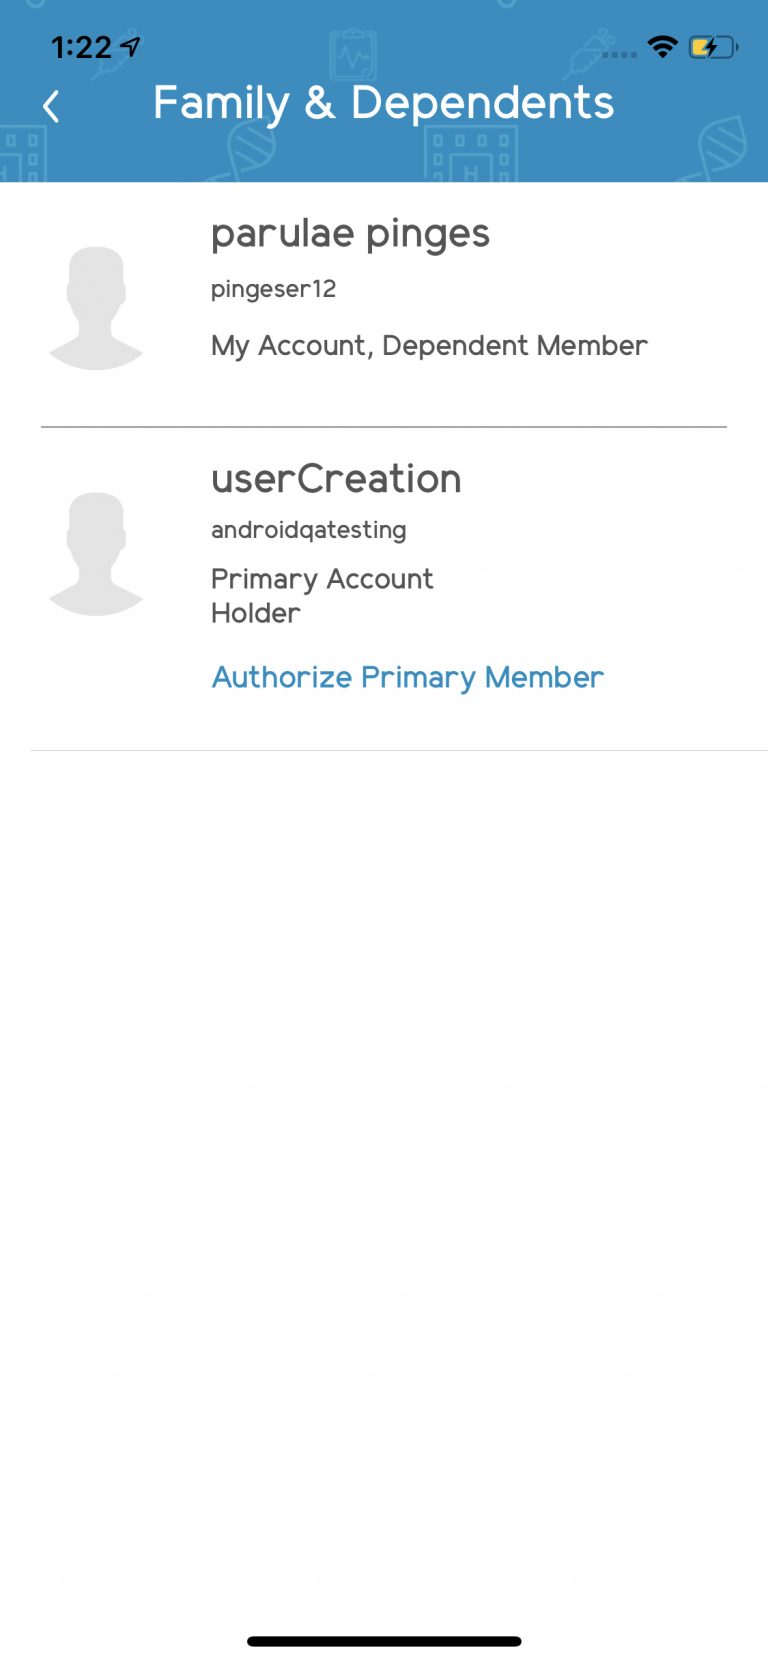 1:22
Family & Dependents
parulae pinges
pingeser12
My Account, Dependent Member
userCreation
androidqatesting
Primary Account
Holder
Authorize Primary Member